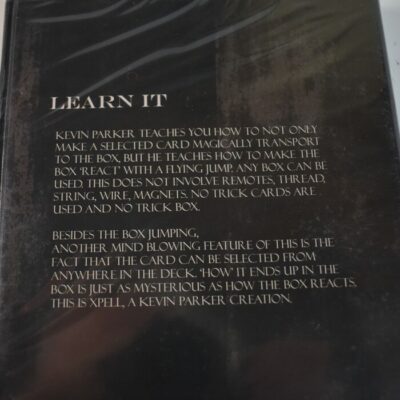 LEARN IT
KEVIN PARKER TEACHES YOU HOW TO NOT ONLY
MAKE A SELECTED CARD MAGICALLY TRANSPORT
TO THE BOX, BUT HE TEACHES HOW TO MAKE THE
BOX 'REACT' WITH A FLYING JUMP. ANY BOX CAN BE
USED. THIS DOES NOT INVOLVE REMOTES, THREAD,
STRING, WIRE, MAGNETS. NO TRICK CARDS ARE
USED AND NO TRICK BOX.
BESIDES THE BOX JUMPING,
ANOTHER MIND BLOWING FEATURE OF THIS IS THE
FACT THAT THE CARD CAN BE SELECTED FROM
ANYWHERE IN THE DECK. 'HOW' IT ENDS UP IN THE
BOX IS JUST AS MYSTERIOUS AS HOW THE BOX REACTS.
THIS IS XPELL, A KEVIN PARKER CREATION.